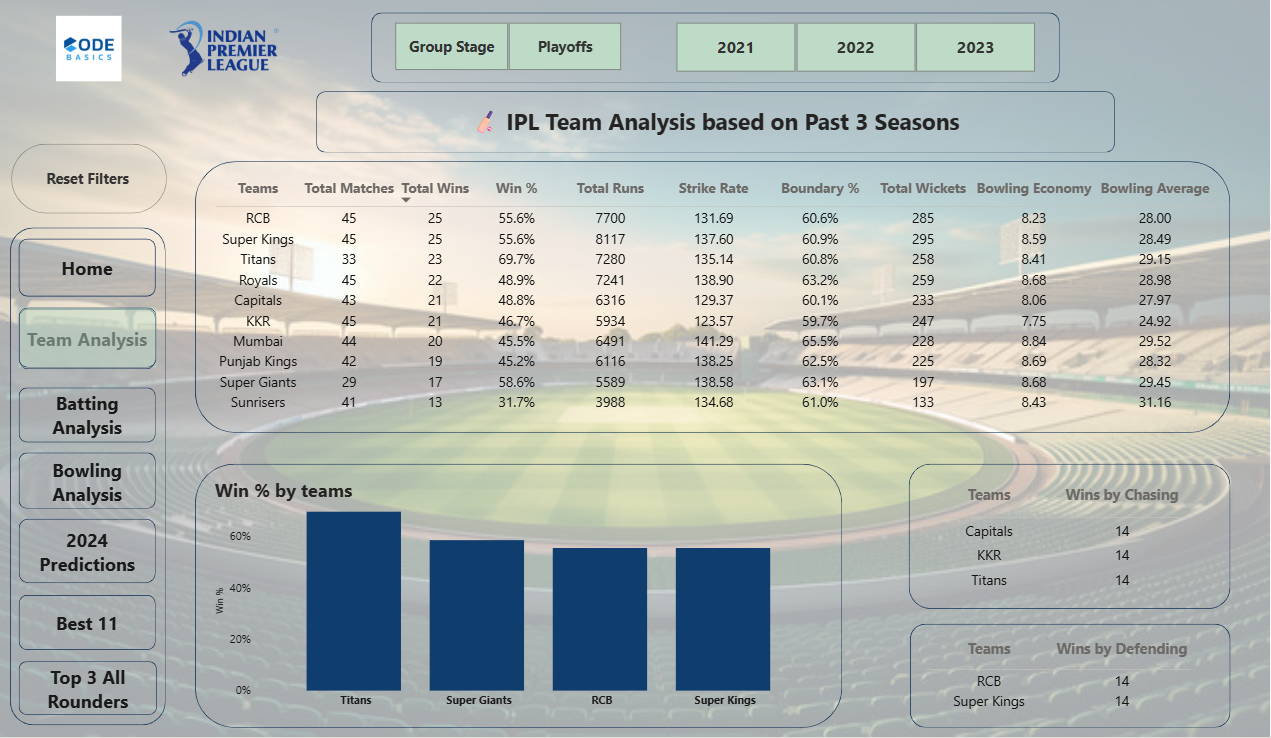 CODE
BASICS
INDIAN
PREMIER
LEAGUE
Group Stage Playoffs 2021 2022 2023
IPL Team Analysis based on Past 3 Seasons
Reset Filters
Home
Team Analysis
Batting
Analysis
Bowling
Analysis
2024
Predictions
Best 11
Top 3 All
Rounders
Teams Total Matches Total Wins Win % Total Runs Strike Rate Boundary % Total Wickets Bowling Economy Bowling Average
RCB 45 25 55.6% 7700 131.69 60.6% 285 8.23 28.00
Super Kings 45 25 55.6% 8117 137.60 60.9% 295 8.59 28.49
Titans 33 23 69.7% 7280 135.14 60.8% 258 8.41 29.15
Royals 45 22 48.9% 7241 138.90 63.2% 259 8.68 28.98
Capitals 43 21 48.8% 6316 129.37 60.1% 233 8.06 27.97
KKR 45 21 46.7% 5934 123.57 59.7% 247 7.75 24.92
Mumbai 44 20 45.5% 6491 141.29 65.5% 228 8.84 29.52
Punjab Kings 42 19 45.2% 6116 138.25 62.5% 225 8.69 28.32
Super Giants 29 17 58.6% 5589 138.58 63.1% 197 8.68 29.45
Sunrisers 41 13 31.7% 3988 134.68 61.0% 133 8.43 31.16
Win % by teams
Win %
60%
40%
20%
0%
Titans Super Giants RCB Super Kings
Teams Wins by Chasing
Capitals 14
KKR 14
Titans 14
Teams Wins by Defending
RCB 14
Super Kings 14